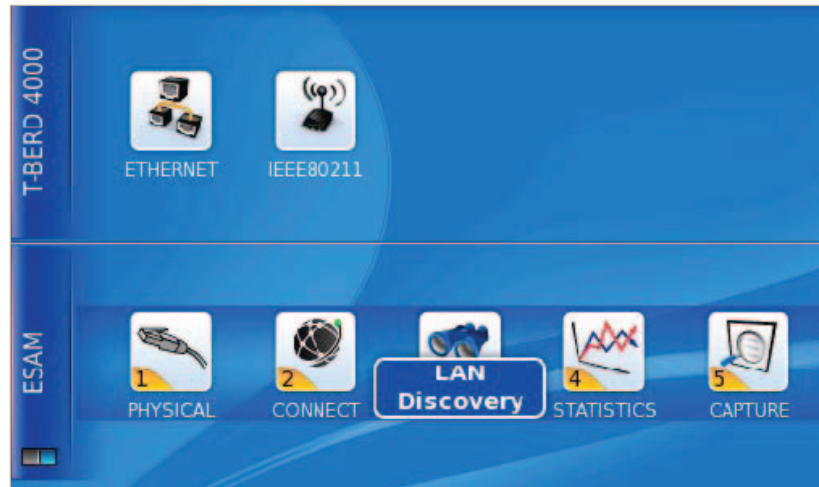 T-BERD 4000
ETHERNET
IEEE80211
ESAM
1
2
4
5
PHYSICAL
CONNECT
LAN
Discovery
STATISTICS
CAPTURE